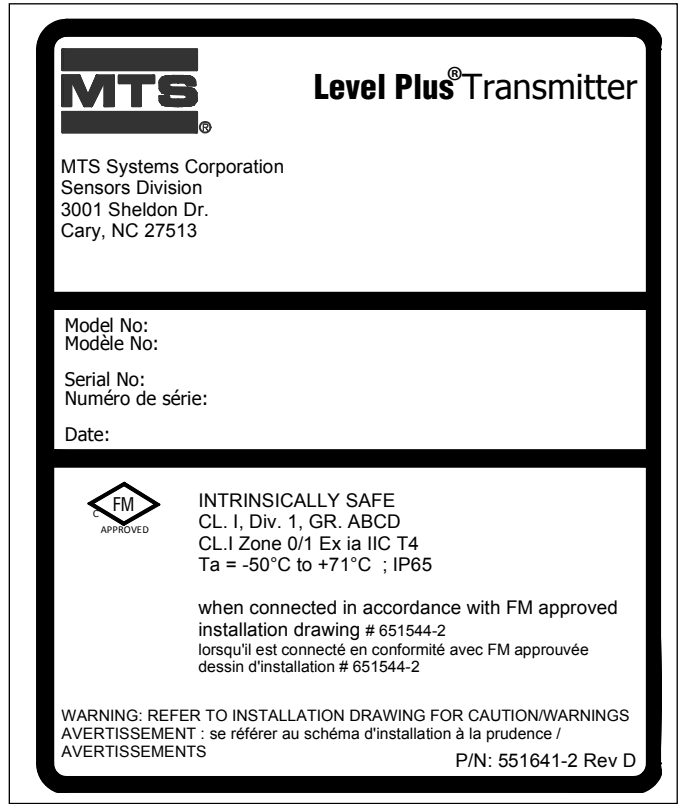 MTS
®
Level Plus® Transmitter
MTS Systems Corporation
Sensors Division
3001 Sheldon Dr.
Cary, NC 27513
Model No:
Modèle No:
Serial No:
Numéro de série:
Date:
FM
C
APPROVED
INTRINSICALLY SAFE
CL. I, Div. 1, GR. ABCD
CL.I Zone 0/1 Ex ia IIC T4
Ta = -50°C to +71°C ; IP65
when connected in accordance with FM approved
installation drawing # 651544-2
lorsqu'il est connecté en conformité avec FM approuvée
dessin d'installation # 651544-2
WARNING: REFER TO INSTALLATION DRAWING FOR CAUTION/WARNINGS
AVERTISSEMENT : se référer au schéma d'installation à la prudence /
AVERTISSEMENTS
P/N: 551641-2 Rev D